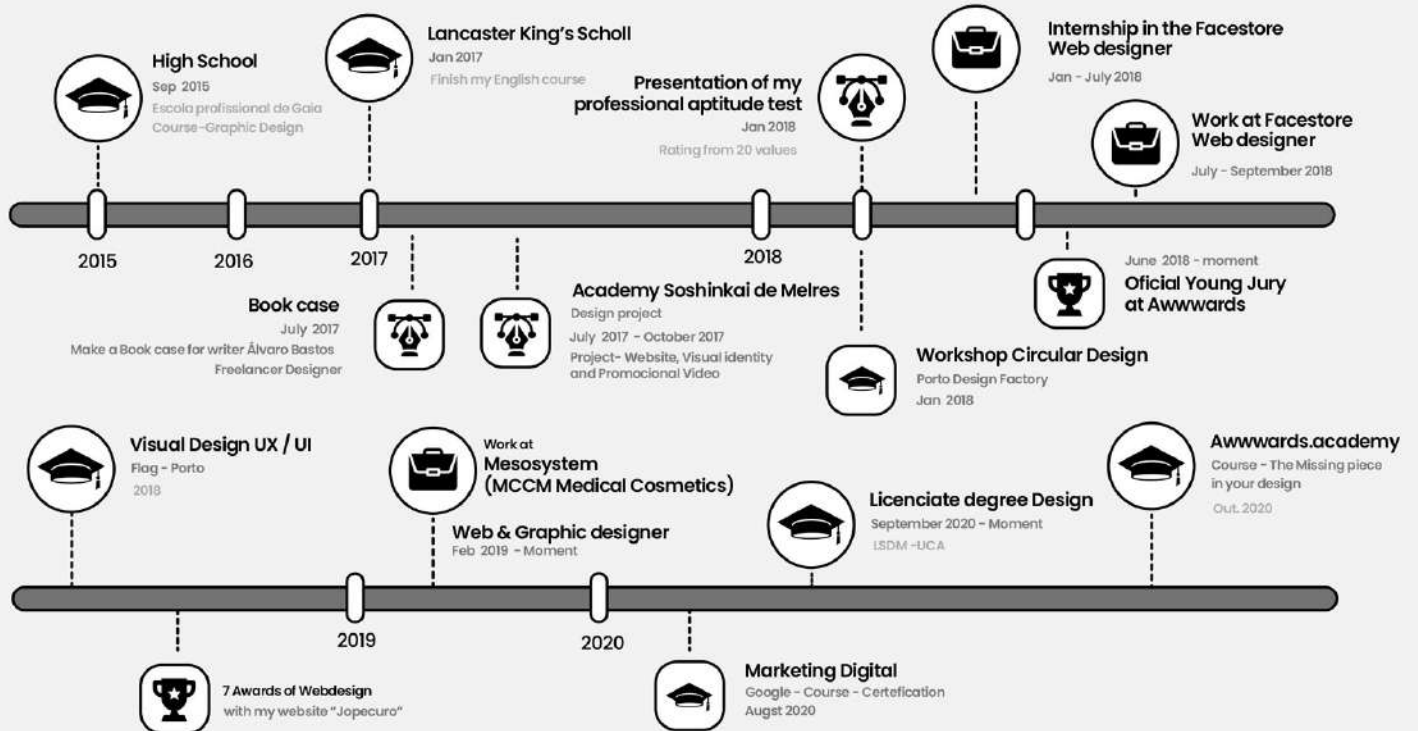 High School
Sep 2015
Escola profissional de Gaia
Course-Graphic Design
Lancaster King's Scholl
Jan 2017
Finish my English course
Presentation of my
professional aptitude test
Jan 2018
Rating from 20 values
Internship in the Facestore
Web designer
Jan - July 2018
Work at Facestore
Web designer
July - September 2018
2015
2016
2017
2018
Book case
July 2017
Make a Book case for writer Álvaro Bastos
Freelancer Designer
Academy Soshinkai de Melres
Design project
July 2017 - October 2017
Project- Website, Visual identity
and Promocional Video
Workshop Circular Design
Porto Design Factory
Jan 2018
June 2018 - moment
Oficial Young Jury
at Awwwards
Visual Design UX / UI
Flag - Porto
2018
Work at
Mesosystem
(MCCM Medical Cosmetics)
Web & Graphic designer
Feb 2019 - Moment
Licenciate degree Design
September 2020 - Moment
LSDM -UCA
Awwwards.academy
Course - The Missing piece
in your design
Out. 2020
2019
2020
7 Awards of Webdesign
with my website "Jopecuro"
Marketing Digital
Google - Course - Certefication
Augst 2020